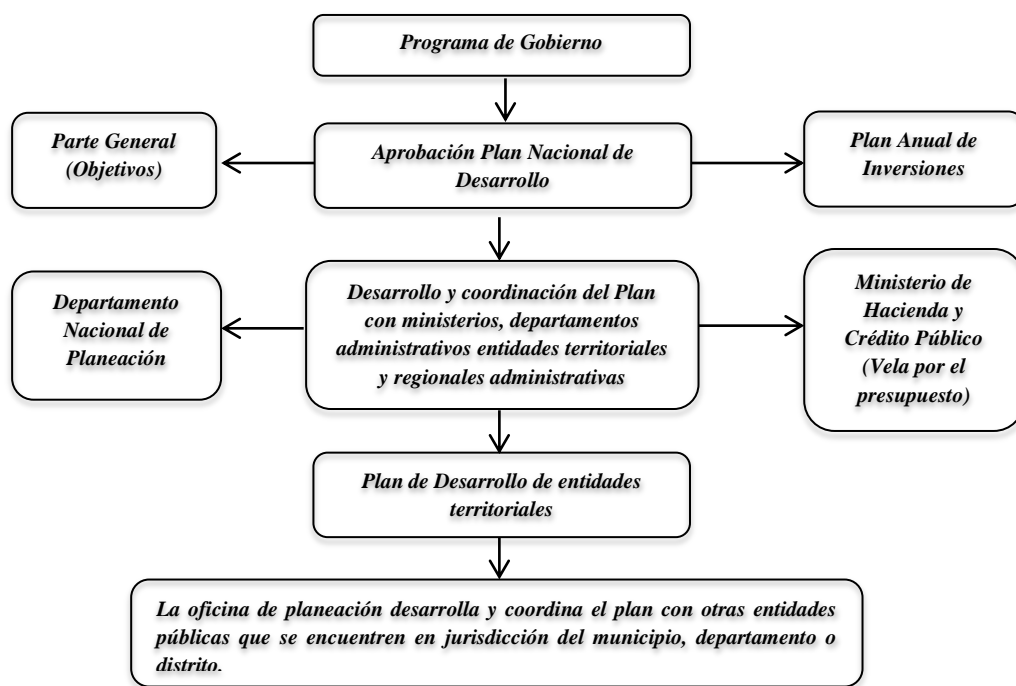 Programa de Gobierno
Parte General
(Objetivos)
Aprobación Plan Nacional de
Desarrollo
Plan Anual de
Inversiones
Departamento
Nacional de
Planeación
Desarrollo y coordinación del Plan
con ministerios, departamentos
administrativos entidades territoriales
y regionales administrativas
Ministerio de
Hacienda y
Crédito Público
(Vela por el
presupuesto)
Plan de Desarrollo de entidades
territoriales
La oficina de planeación desarrolla y coordina el plan con otras entidades
públicas que se encuentren en jurisdicción del municipio, departamento o
distrito.